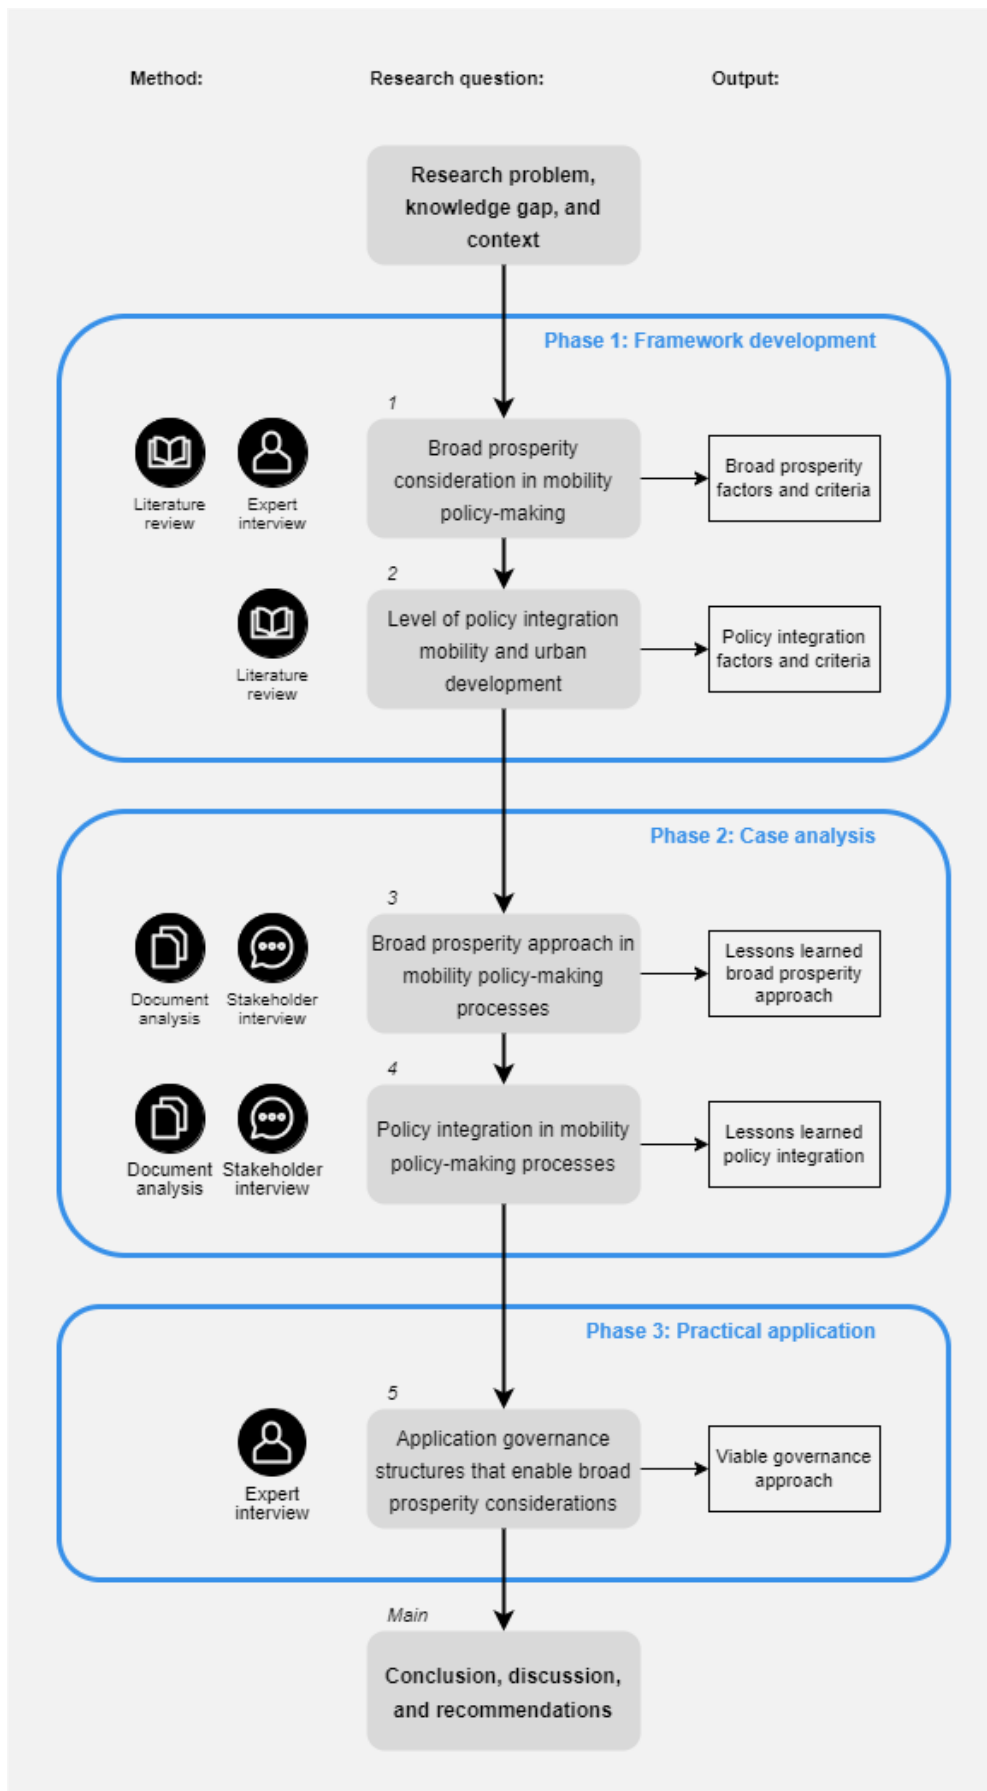 Method:
Research question:
Output:
Research problem,
knowledge gap, and
context
Phase 1: Framework development
1
Literature
review
Expert
interview
Broad prosperity
consideration in mobility
policy-making
Broad prosperity
factors and criteria
2
Literature
review
Level of policy integration
mobility and urban
development
Policy integration
factors and criteria
Phase 2: Case analysis
3
Document
analysis
Stakeholder
interview
Broad prosperity approach in
mobility policy-making
processes
Lessons learned
broad prosperity
approach
4
Document
analysis
Stakeholder
interview
Policy integration in mobility
policy-making processes
Lessons learned
policy integration
Phase 3: Practical application
5
Expert
interview
Application governance
structures that enable broad
prosperity considerations
Viable governance
approach
Main
Conclusion, discussion,
and recommendations